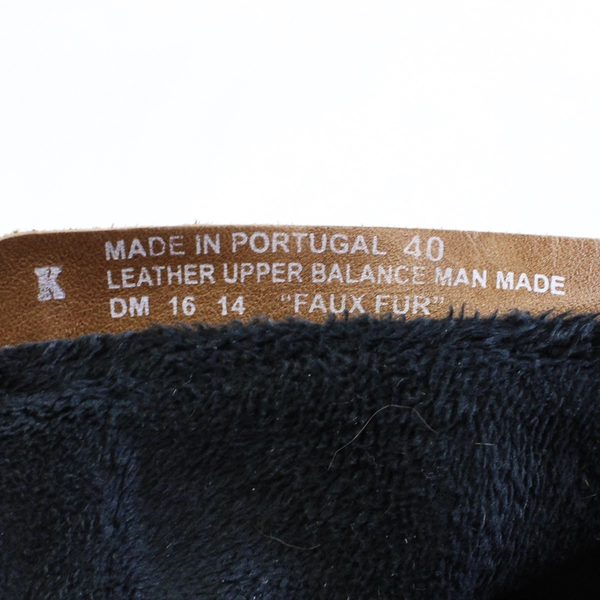 MADE IN PORTUGAL 40
K
LEATHER UPPER BALANCE MAN MADE
DM 16 14 "FAUX FUR"